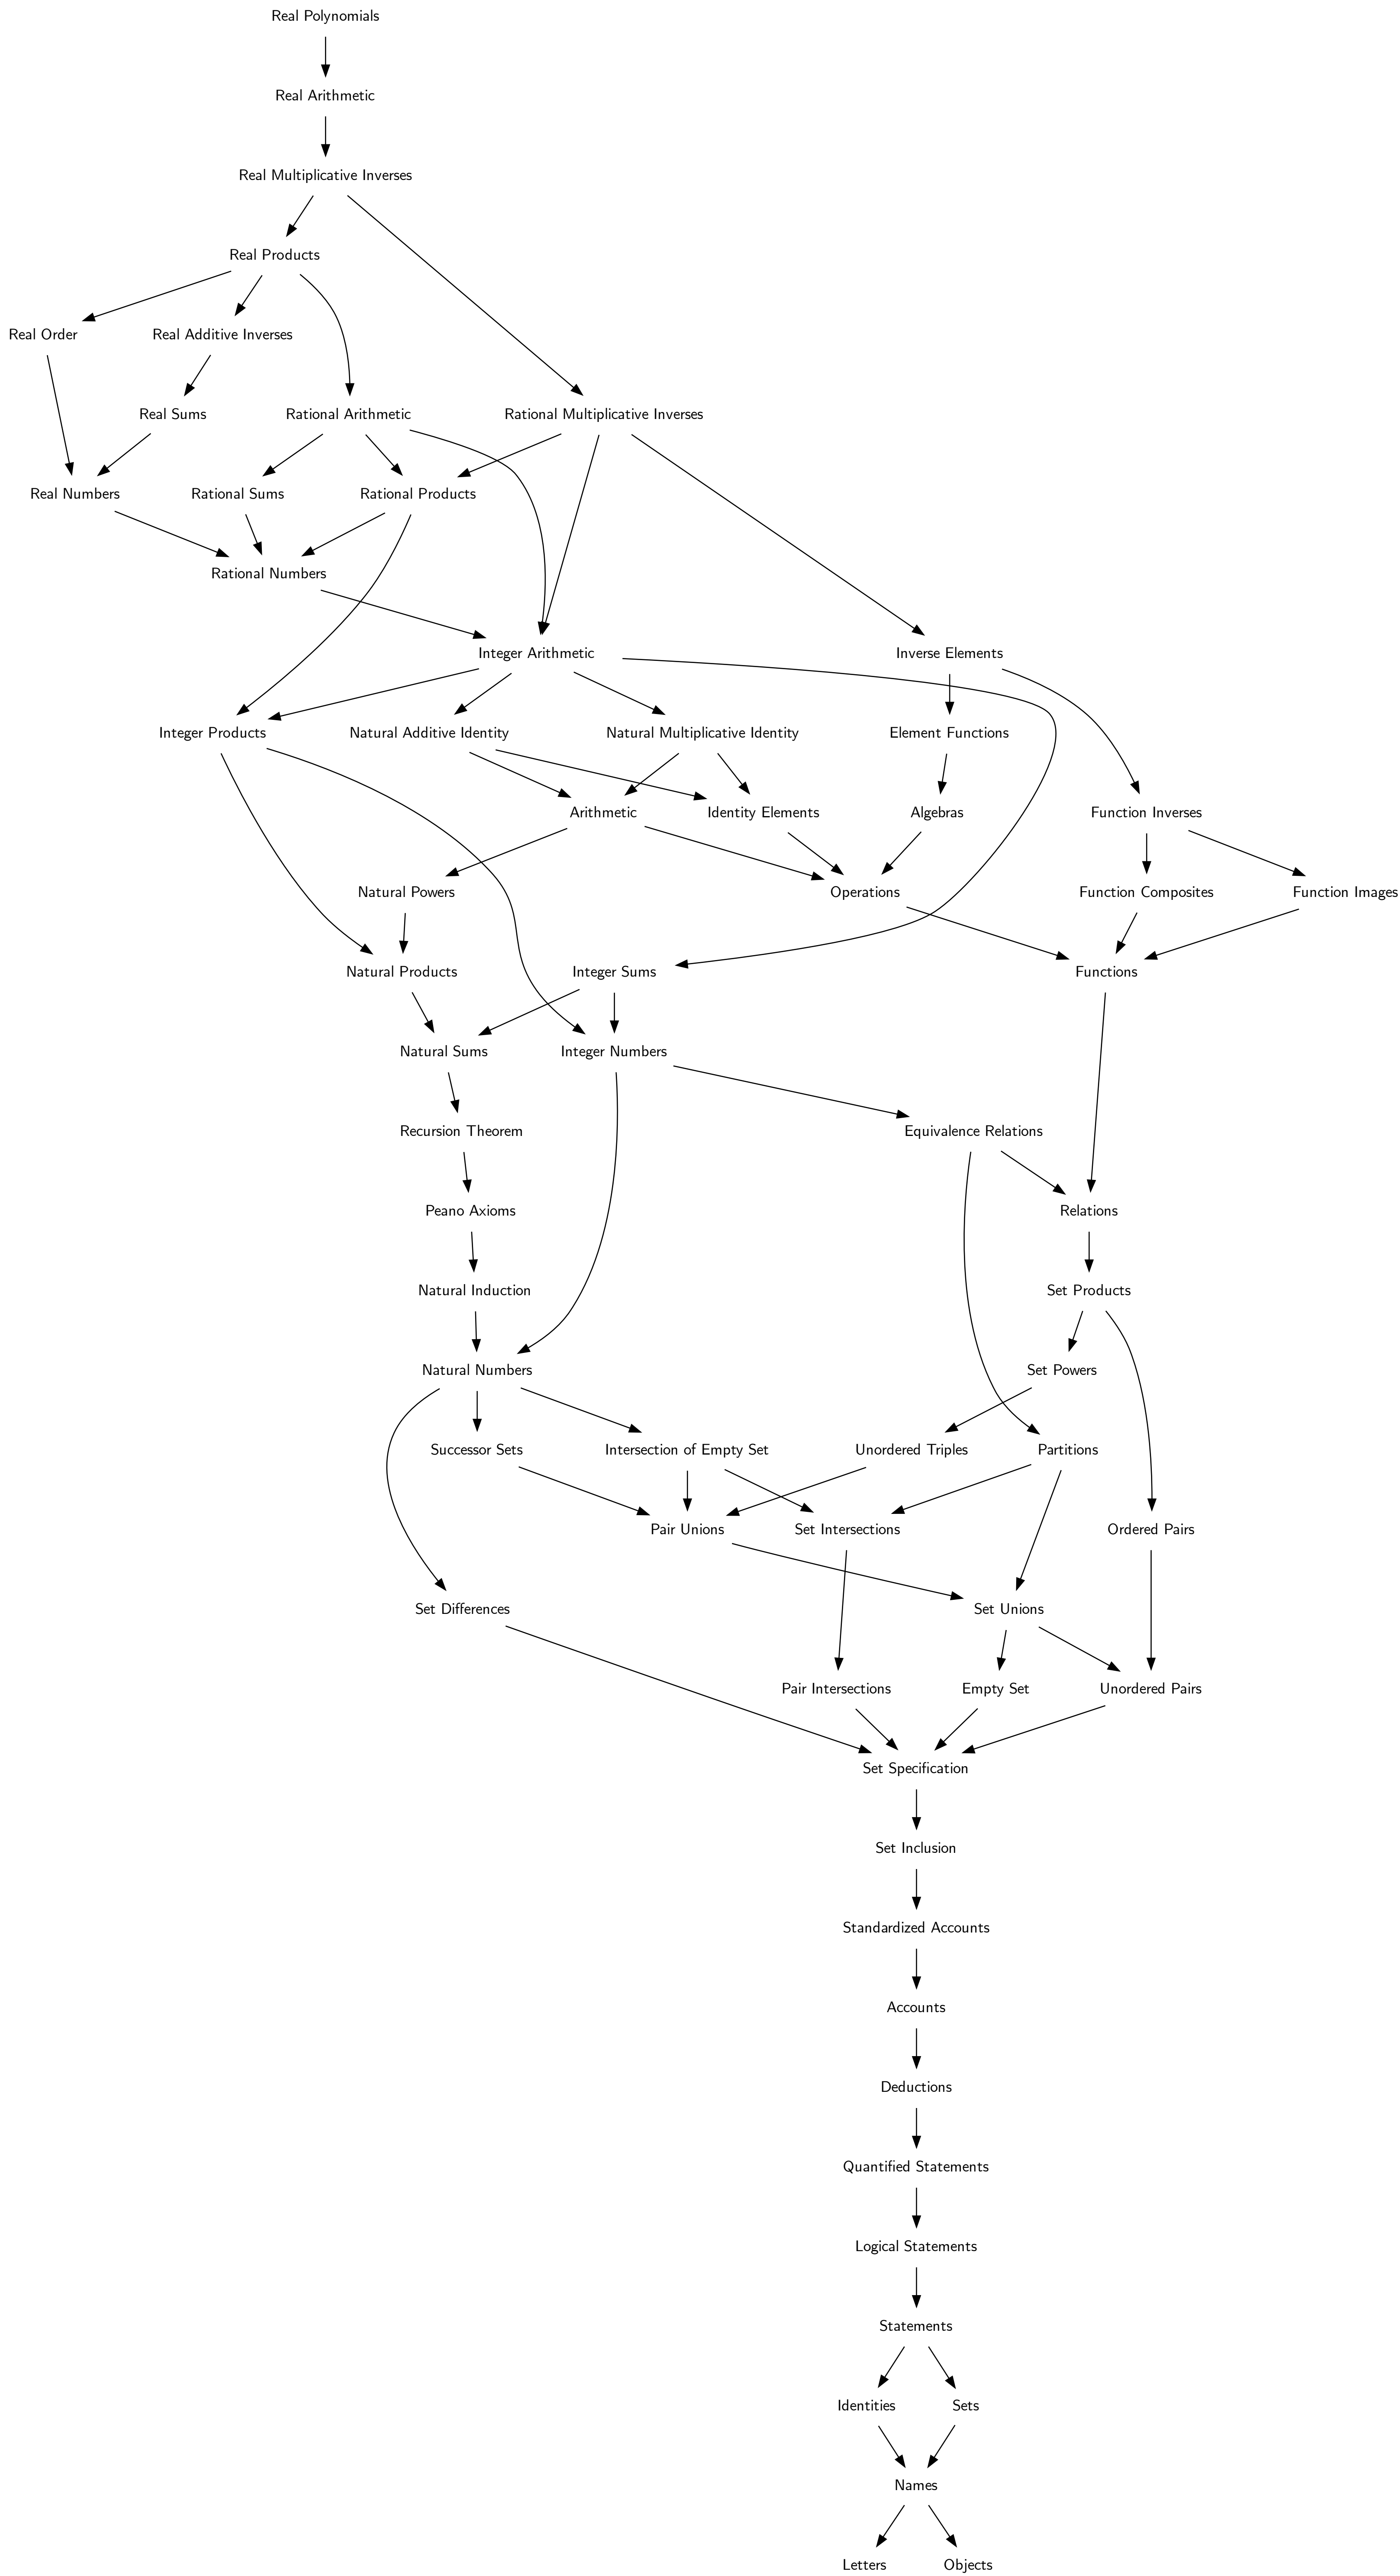 Real Polynomials
Real Arithmetic
Real Multiplicative Inverses
Real Products
Real Order
Real Additive Inverses
Real Sums
Rational Arithmetic
Rational Multiplicative Inverses
Real Numbers
Rational Sums
Rational Products
Rational Numbers
Integer Arithmetic
Inverse Elements
Integer Products
Natural Additive Identity
Natural Multiplicative Identity
Element Functions
Arithmetic
Identity Elements
Algebras
Function Inverses
Natural Powers
Operations
Function Composites
Function Images
Natural Products
Integer Sums
Functions
Natural Sums
Integer Numbers
Recursion Theorem
Equivalence Relations
Peano Axioms
Relations
Natural Induction
Set Products
Natural Numbers
Set Powers
Successor Sets
Intersection of Empty Set
Unordered Triples
Partitions
Pair Unions
Set Intersections
Ordered Pairs
Set Differences
Set Unions
Pair Intersections
Empty Set
Unordered Pairs
Set Specification
Set Inclusion
Standardized Accounts
Accounts
Deductions
Quantified Statements
Logical Statements
Statements
Identities
Sets
Names
Letters
Objects